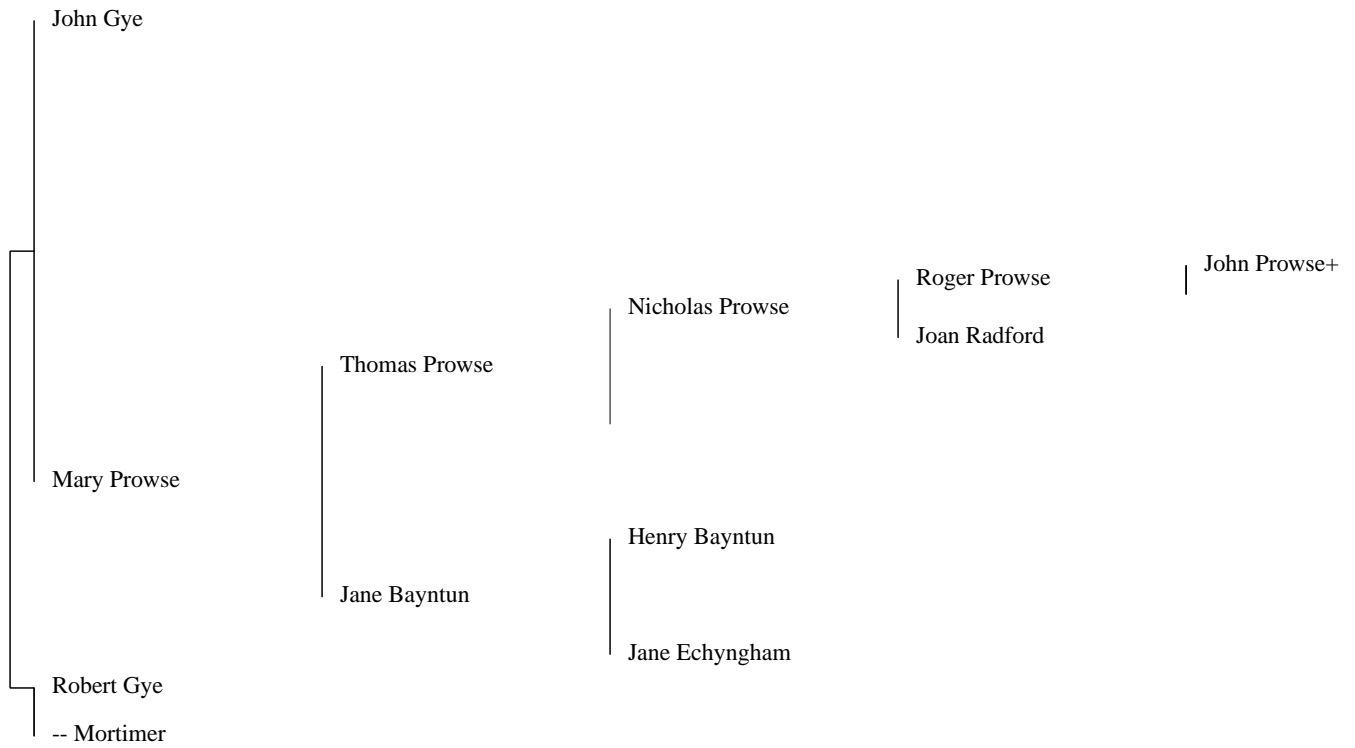 John Gye
John Prowse+
Roger Prowse
Nicholas Prowse
Joan Radford
Thomas Prowse
Mary Prowse
Henry Bayntun
Jane Bayntun
Jane Echyngham
Robert Gye
-- Mortimer